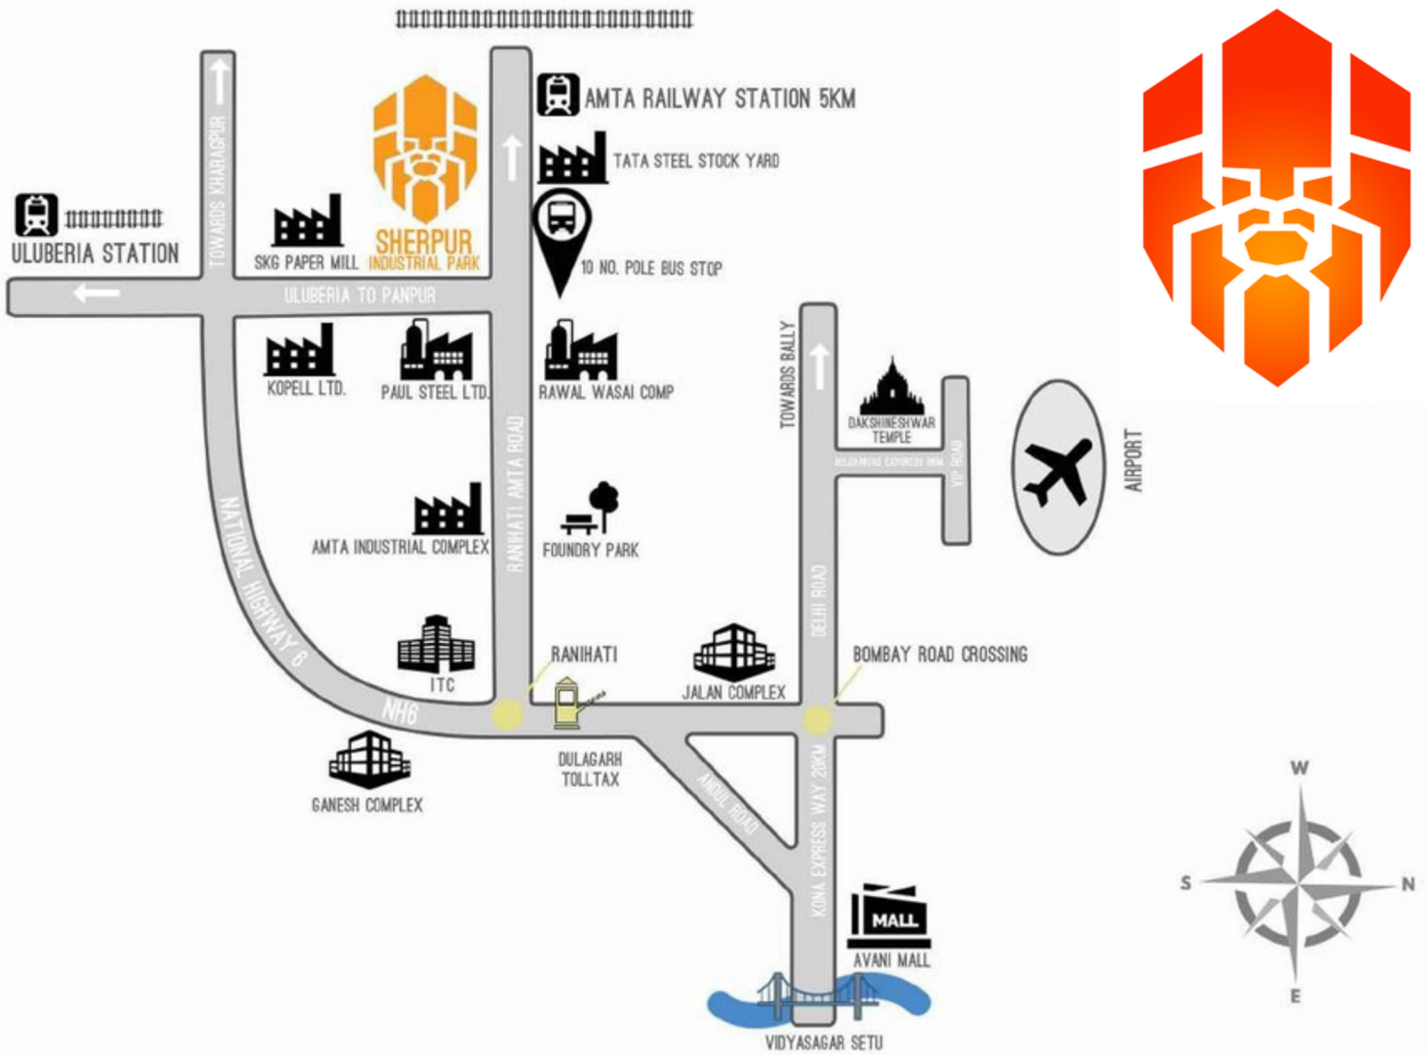 AMTA RAILWAY STATION 5KM
TATA STEEL STOCK YARD
TOWARDS KHARAGPUR
ULUBERIA STATION
SKG PAPER MILL
SHERPUR
INDUSTRIAL PARK
10 NO. POLE BUS STOP
ULUBERIA TO PANPUR
KOPELL LTD.
PAUL STEEL LTD.
RAWAL WASAI COMP
TOWARDS BALLY
DAKSHINESHWAR
TEMPLE
VIP ROAD
AIRPORT
RANIHATI AMTA ROAD
NATIONAL HIGHWAY 6
AMTA INDUSTRIAL COMPLEX
FOUNDRY PARK
DELHI ROAD
ITC
RANIHATI
JALAN COMPLEX
BOMBAY ROAD CROSSING
NH6
DULAGARH
TOLLTAX
GANESH COMPLEX
ANDUL ROAD
KONA EXPRESS WAY 20KM
MALL
AVANI MALL
VIDYASAGAR SETU
W
S
N
E